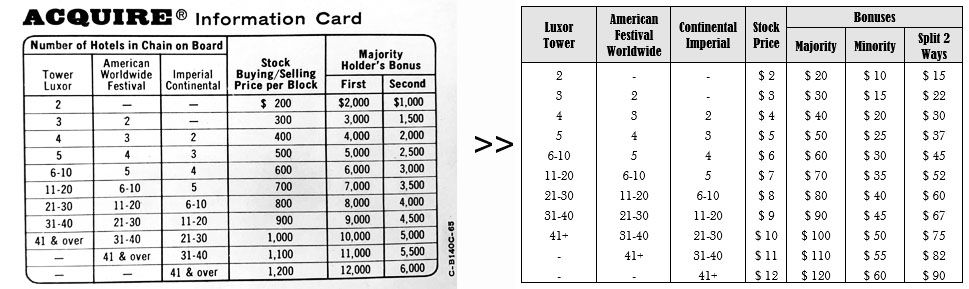 ACQUIRE® Information Card
Number of Hotels in Chain on Board
Tower Luxor | American Worldwide Festival | Imperial Continental | Stock Buying/Selling Price per Block | Majority Holder's Bonus
First | Second
2 | — | — | $ 200 | $2,000 | $1,000
3 | 2 | — | 300 | 3,000 | 1,500
4 | 3 | 2 | 400 | 4,000 | 2,000
5 | 4 | 3 | 500 | 5,000 | 2,500
6-10 | 5 | 4 | 600 | 6,000 | 3,000
11-20 | 6-10 | 5 | 700 | 7,000 | 3,500
21-30 | 11-20 | 6-10 | 800 | 8,000 | 4,000
31-40 | 21-30 | 11-20 | 900 | 9,000 | 4,500
41 & over | 31-40 | 21-30 | 1,000 | 10,000 | 5,000
— | 41 & over | 31-40 | 1,100 | 11,000 | 5,500
— | — | 41 & over | 1,200 | 12,000 | 6,000
C-B140C-65
>>
Luxor Tower | American Festival Worldwide | Continental Imperial | Stock Price | Bonuses
Majority | Minority | Split 2 Ways
2 | - | - | $ 2 | $ 20 | $ 10 | $ 15
3 | 2 | - | $ 3 | $ 30 | $ 15 | $ 22
4 | 3 | 2 | $ 4 | $ 40 | $ 20 | $ 30
5 | 4 | 3 | $ 5 | $ 50 | $ 25 | $ 37
6-10 | 5 | 4 | $ 6 | $ 60 | $ 30 | $ 45
11-20 | 6-10 | 5 | $ 7 | $ 70 | $ 35 | $ 52
21-30 | 11-20 | 6-10 | $ 8 | $ 80 | $ 40 | $ 60
31-40 | 21-30 | 11-20 | $ 9 | $ 90 | $ 45 | $ 67
41+ | 31-40 | 21-30 | $ 10 | $ 100 | $ 50 | $ 75
- | 41+ | 31-40 | $ 11 | $ 110 | $ 55 | $ 82
- | - | 41+ | $ 12 | $ 120 | $ 60 | $ 90